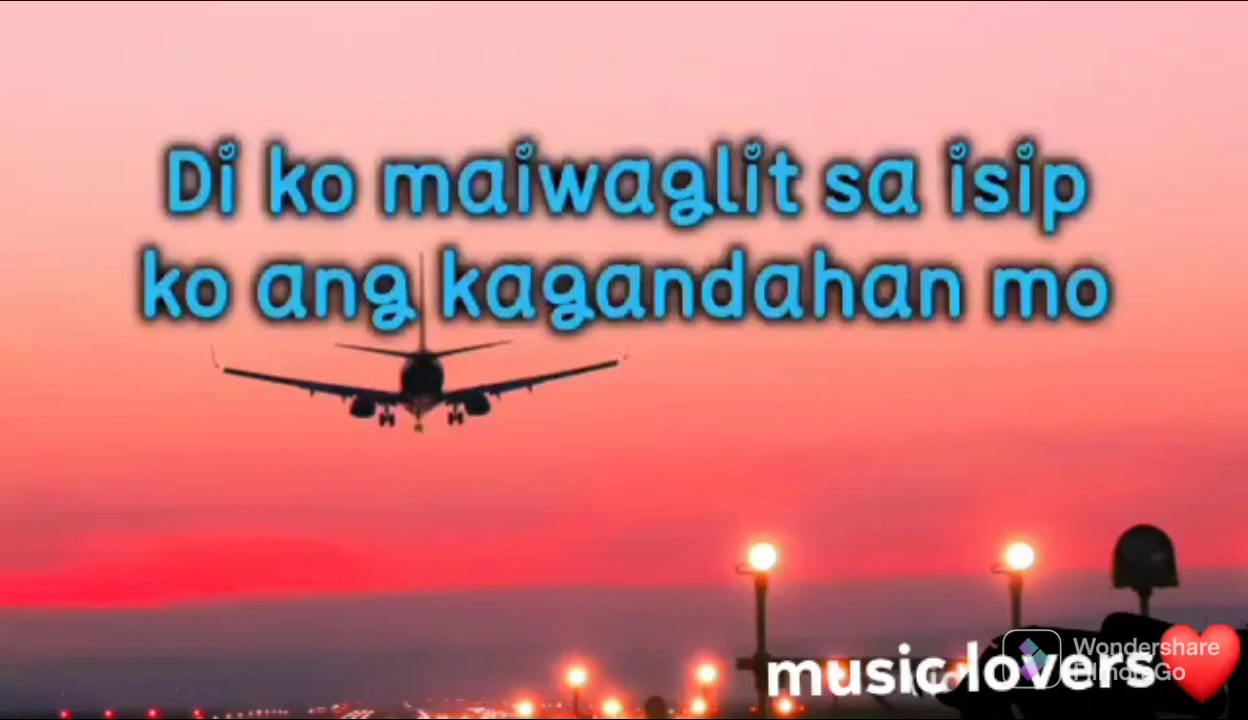 Di ko maiwaglit sa isip
ko ang kagandahan mo
music lovers
Wondershare